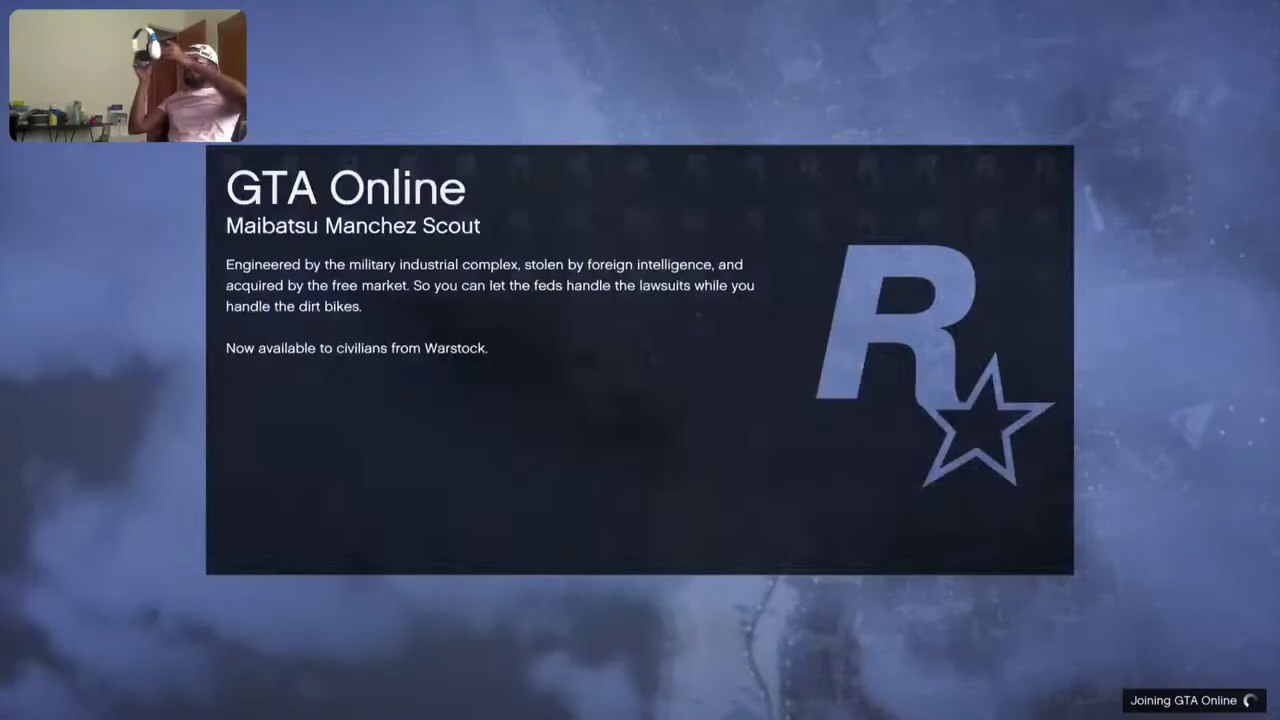 GTA Online
Maibatsu Manchez Scout
Engineered by the military industrial complex, stolen by foreign intelligence, and
acquired by the free market. So you can let the feds handle the lawsuits while you
handle the dirt bikes.
Now available to civilians from Warstock.
R
Joining GTA Online